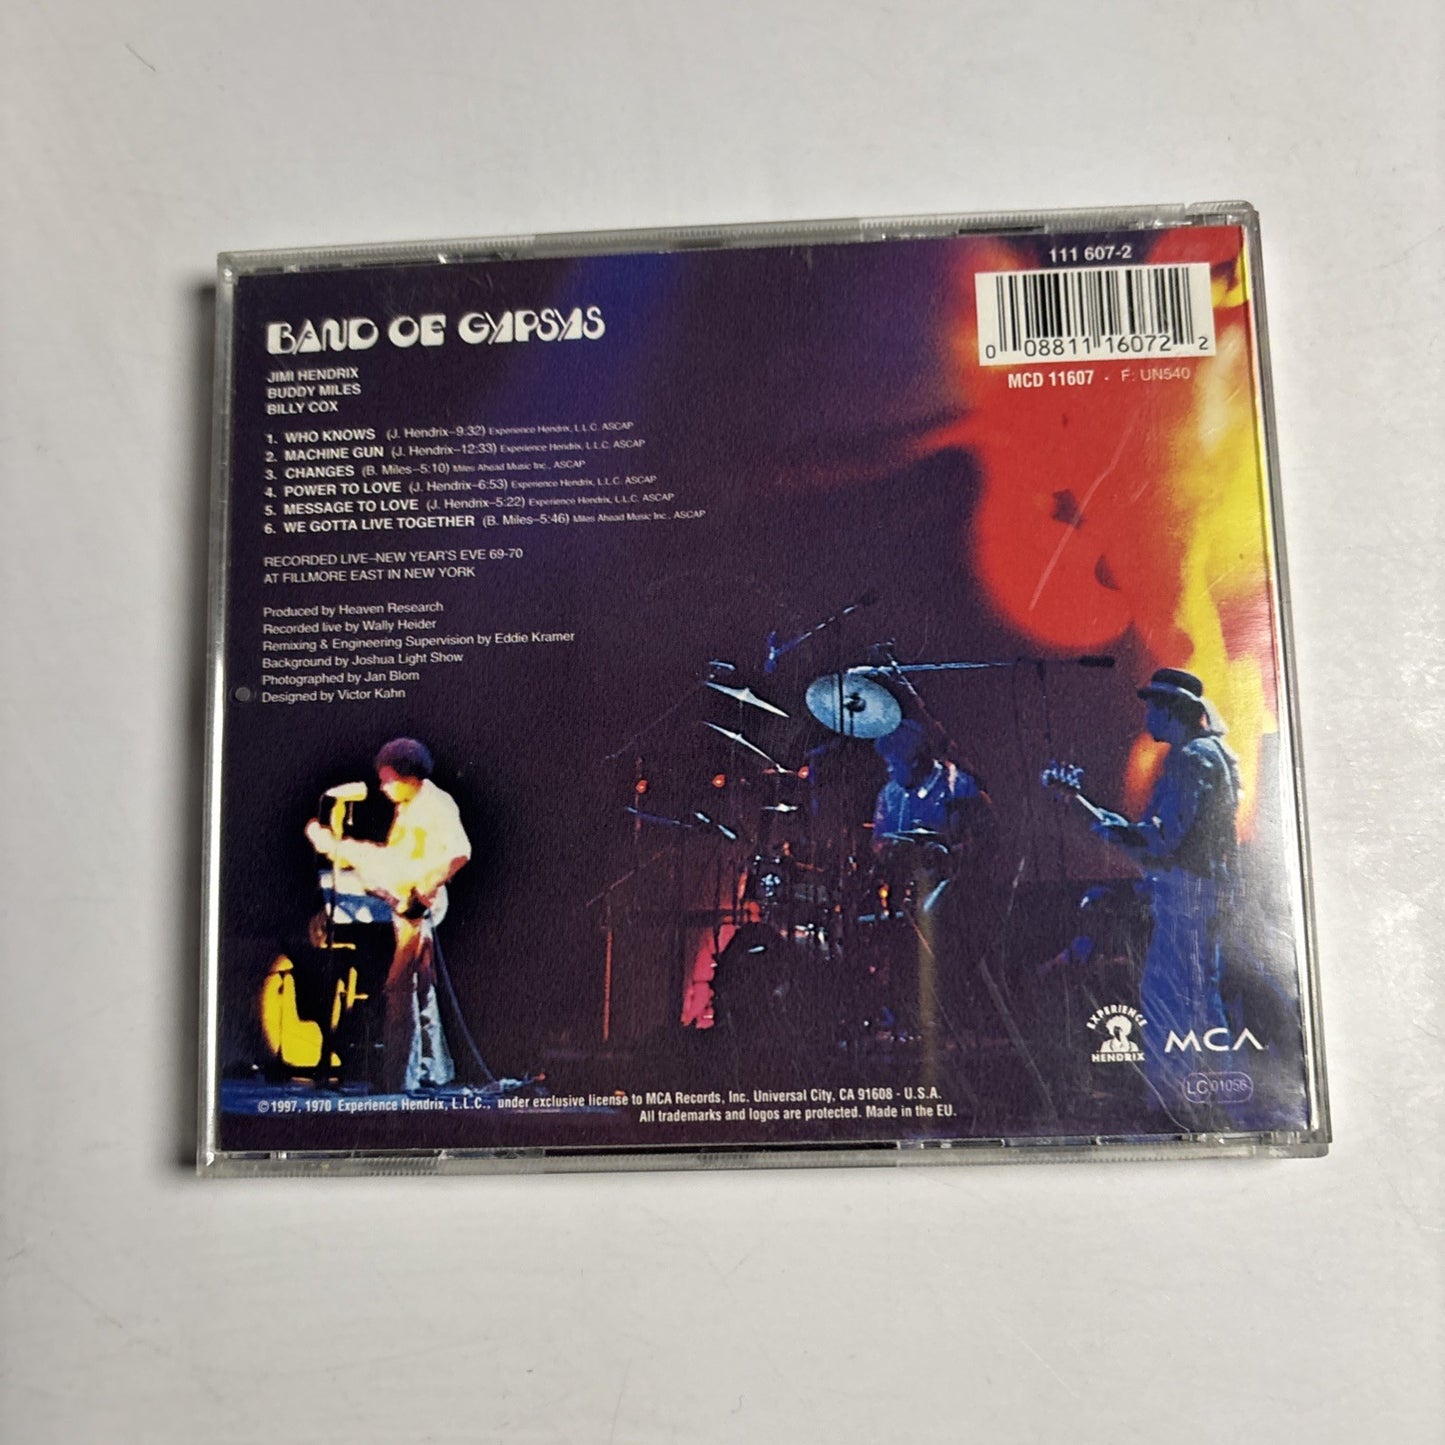 111 607-2
0 08811 16072 2
MCD 11607 - F: UN540
BAND OF GYPSYS
JIMI HENDRIX
BUDDY MILES
BILLY COX
1. WHO KNOWS (J. Hendrix–9:32) Experience Hendrix, L.L.C. ASCAP
2. MACHINE GUN (J. Hendrix–12:33) Experience Hendrix, L.L.C. ASCAP
3. CHANGES (B. Miles–5:10) Miles Ahead Music Inc., ASCAP
4. POWER TO LOVE (J. Hendrix–6:53) Experience Hendrix, L.L.C. ASCAP
5. MESSAGE TO LOVE (J. Hendrix–5:22) Experience Hendrix, L.L.C. ASCAP
6. WE GOTTA LIVE TOGETHER (B. Miles–5:46) Miles Ahead Music Inc., ASCAP
RECORDED LIVE–NEW YEAR'S EVE 69-70
AT FILLMORE EAST IN NEW YORK
Produced by Heaven Research
Recorded live by Wally Heider
Remixing & Engineering Supervision by Eddie Kramer
Background by Joshua Light Show
Photographed by Jan Blom
Designed by Victor Kahn
EXPERIENCE
HENDRIX
MCA
LC 01056
©1997, 1970 Experience Hendrix, L.L.C., under exclusive license to MCA Records, Inc. Universal City, CA 91608 - U.S.A.
All trademarks and logos are protected. Made in the EU.